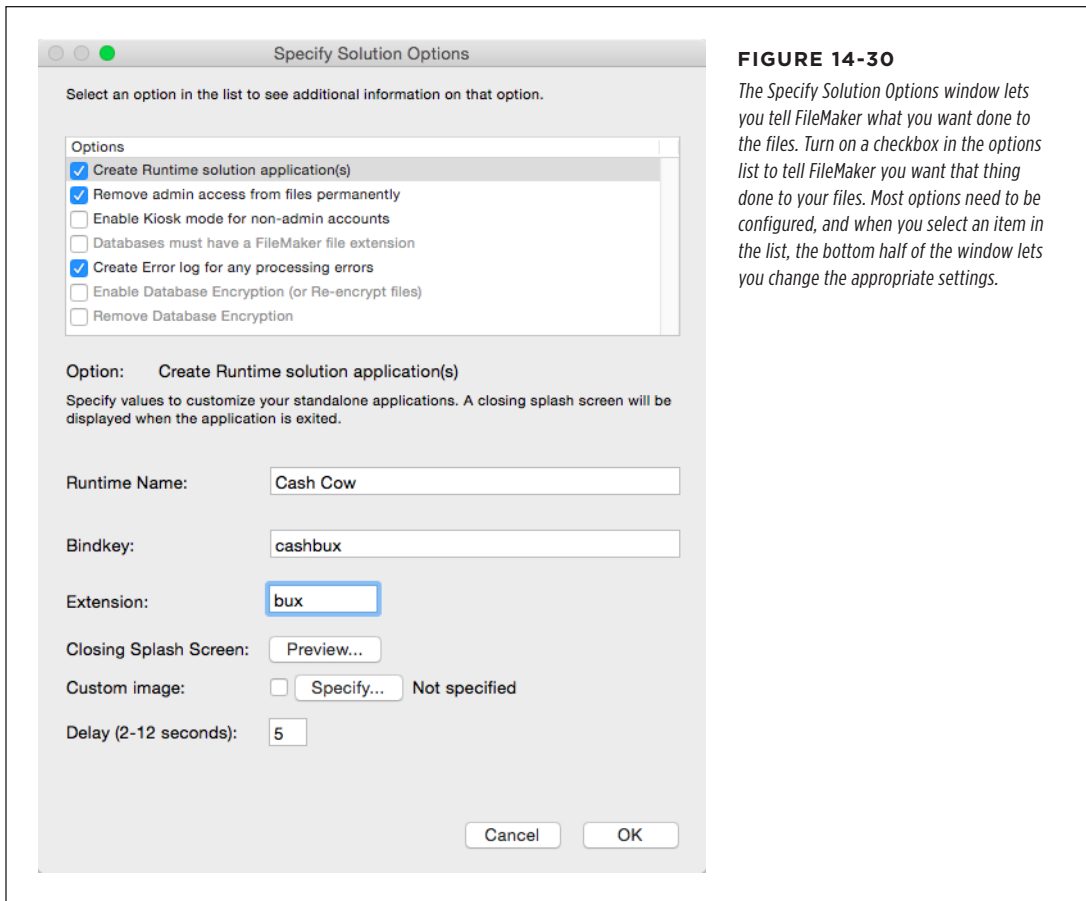 Specify Solution Options
Select an option in the list to see additional information on that option.
Options
Create Runtime solution application(s)
Remove admin access from files permanently
Enable Kiosk mode for non-admin accounts
Databases must have a FileMaker file extension
Create Error log for any processing errors
Enable Database Encryption (or Re-encrypt files)
Remove Database Encryption
Option: Create Runtime solution application(s)
Specify values to customize your standalone applications. A closing splash screen will be
displayed when the application is exited.
Runtime Name: Cash Cow
Bindkey: cashbux
Extension: bux
Closing Splash Screen: Preview...
Custom image: Specify... Not specified
Delay (2-12 seconds): 5
Cancel OK
FIGURE 14-30
The Specify Solution Options window lets
you tell FileMaker what you want done to
the files. Turn on a checkbox in the options
list to tell FileMaker you want that thing
done to your files. Most options need to be
configured, and when you select an item in
the list, the bottom half of the window lets
you change the appropriate settings.